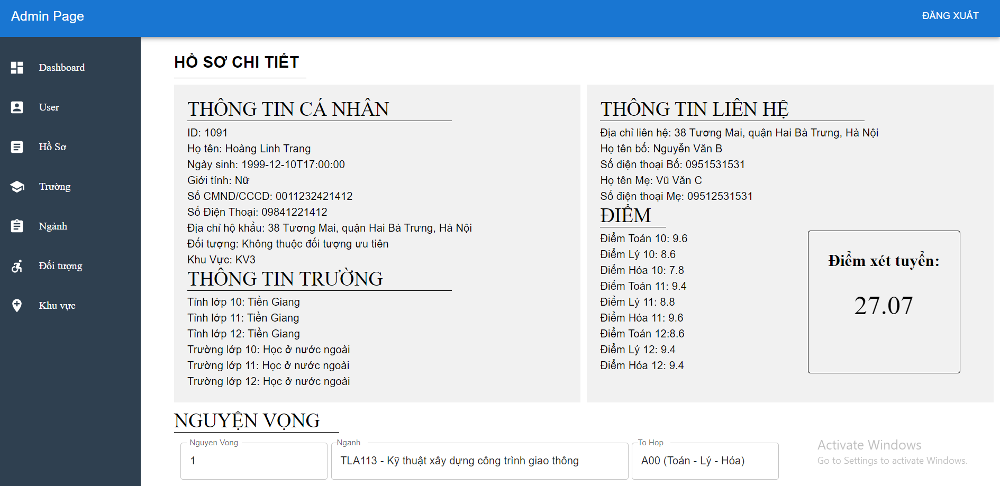 Admin Page
ĐĂNG XUẤT
Dashboard
User
Hồ Sơ
Trường
Ngành
Đối tượng
Khu vực
HỒ SƠ CHI TIẾT
THÔNG TIN CÁ NHÂN
ID: 1091
Họ tên: Hoàng Linh Trang
Ngày sinh: 1999-12-10T17:00:00
Giới tính: Nữ
Số CMND/CCCD: 0011232421412
Số Điện Thoại: 09841221412
Địa chỉ hộ khẩu: 38 Tương Mai, quận Hai Bà Trưng, Hà Nội
Đối tượng: Không thuộc đối tượng ưu tiên
Khu Vực: KV3
THÔNG TIN TRƯỜNG
Tỉnh lớp 10: Tiền Giang
Tỉnh lớp 11: Tiền Giang
Tỉnh lớp 12: Tiền Giang
Trường lớp 10: Học ở nước ngoài
Trường lớp 11: Học ở nước ngoài
Trường lớp 12: Học ở nước ngoài
THÔNG TIN LIÊN HỆ
Địa chỉ liên hệ: 38 Tương Mai, quận Hai Bà Trưng, Hà Nội
Họ tên bố: Nguyễn Văn B
Số điện thoại Bố: 0951531531
Họ tên Mẹ: Vũ Văn C
Số điện thoại Mẹ: 09512531531
ĐIỂM
Điểm Toán 10: 9.6
Điểm Lý 10: 8.6
Điểm Hóa 10: 7.8
Điểm Toán 11: 9.4
Điểm Lý 11: 8.8
Điểm Hóa 11: 9.6
Điểm Toán 12:8.6
Điểm Lý 12: 9.4
Điểm Hóa 12: 9.4
Điểm xét tuyển:
27.07
NGUYỆN VỌNG
Nguyen Vong
1
Nganh
TLA113 - Kỹ thuật xây dựng công trình giao thông
To Hop
A00 (Toán - Lý - Hóa)
Activate Windows
Go to Settings to activate Windows.